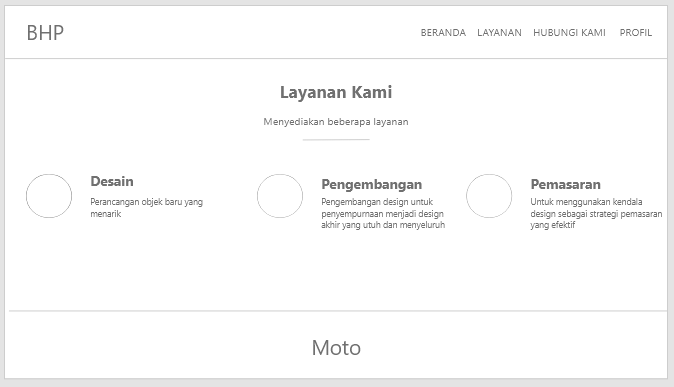 BHP
BERANDA LAYANAN HUBUNGI KAMI PROFIL
Layanan Kami
Menyediakan beberapa layanan
Desain
Perancangan objek baru yang
menarik
Pengembangan
Pengembangan design untuk
penyempurnaan menjadi design
akhir yang utuh dan menyeluruh
Pemasaran
Untuk menggunakan kendala
design sebagai strategi pemasaran
yang efektif
Moto